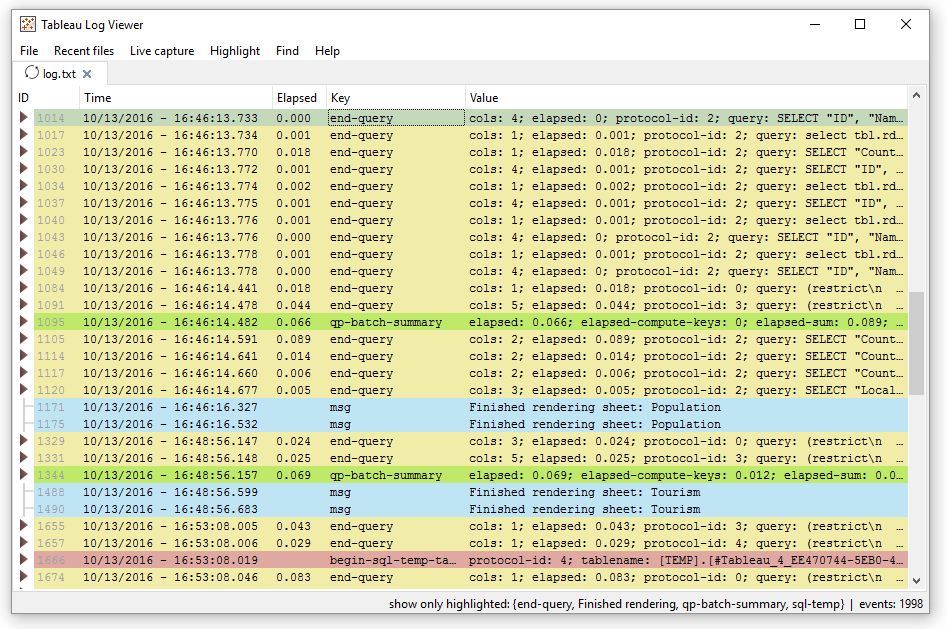 Tableau Log Viewer
File Recent files Live capture Highlight Find Help
log.txt
ID Time Elapsed Key Value
1014 10/13/2016 - 16:46:13.733 0.000 end-query cols: 4; elapsed: 0; protocol-id: 2; query: SELECT "ID", "Nam…
1017 10/13/2016 - 16:46:13.734 0.001 end-query cols: 1; elapsed: 0.001; protocol-id: 2; query: select tbl.rd…
1023 10/13/2016 - 16:46:13.770 0.018 end-query cols: 1; elapsed: 0.018; protocol-id: 2; query: SELECT "Count…
1030 10/13/2016 - 16:46:13.772 0.001 end-query cols: 4; elapsed: 0.001; protocol-id: 2; query: SELECT "ID", …
1034 10/13/2016 - 16:46:13.774 0.002 end-query cols: 1; elapsed: 0.002; protocol-id: 2; query: select tbl.rd…
1037 10/13/2016 - 16:46:13.775 0.001 end-query cols: 4; elapsed: 0.001; protocol-id: 2; query: SELECT "ID", …
1040 10/13/2016 - 16:46:13.776 0.001 end-query cols: 1; elapsed: 0.001; protocol-id: 2; query: select tbl.rd…
1043 10/13/2016 - 16:46:13.776 0.000 end-query cols: 4; elapsed: 0; protocol-id: 2; query: SELECT "ID", "Nam…
1046 10/13/2016 - 16:46:13.778 0.001 end-query cols: 1; elapsed: 0.001; protocol-id: 2; query: select tbl.rd…
1049 10/13/2016 - 16:46:13.778 0.000 end-query cols: 4; elapsed: 0; protocol-id: 2; query: SELECT "ID", "Nam…
1084 10/13/2016 - 16:46:14.441 0.018 end-query cols: 1; elapsed: 0.018; protocol-id: 0; query: (restrict\n …
1091 10/13/2016 - 16:46:14.478 0.044 end-query cols: 5; elapsed: 0.044; protocol-id: 3; query: (restrict\n …
1095 10/13/2016 - 16:46:14.482 0.066 qp-batch-summary elapsed: 0.066; elapsed-compute-keys: 0; elapsed-sum: 0.089; …
1105 10/13/2016 - 16:46:14.591 0.089 end-query cols: 2; elapsed: 0.089; protocol-id: 2; query: SELECT "Count…
1114 10/13/2016 - 16:46:14.641 0.014 end-query cols: 2; elapsed: 0.014; protocol-id: 2; query: SELECT "Count…
1117 10/13/2016 - 16:46:14.660 0.006 end-query cols: 2; elapsed: 0.006; protocol-id: 2; query: SELECT "Count…
1120 10/13/2016 - 16:46:14.677 0.005 end-query cols: 3; elapsed: 0.005; protocol-id: 2; query: SELECT "Local…
1171 10/13/2016 - 16:46:16.327 msg Finished rendering sheet: Population
1175 10/13/2016 - 16:46:16.532 msg Finished rendering sheet: Population
1329 10/13/2016 - 16:48:56.147 0.024 end-query cols: 3; elapsed: 0.024; protocol-id: 0; query: (restrict\n …
1331 10/13/2016 - 16:48:56.148 0.025 end-query cols: 5; elapsed: 0.025; protocol-id: 3; query: (restrict\n …
1344 10/13/2016 - 16:48:56.157 0.069 qp-batch-summary elapsed: 0.069; elapsed-compute-keys: 0.012; elapsed-sum: 0.0…
1488 10/13/2016 - 16:48:56.599 msg Finished rendering sheet: Tourism
1490 10/13/2016 - 16:48:56.683 msg Finished rendering sheet: Tourism
1655 10/13/2016 - 16:53:08.005 0.043 end-query cols: 1; elapsed: 0.043; protocol-id: 3; query: (restrict\n …
1657 10/13/2016 - 16:53:08.006 0.029 end-query cols: 1; elapsed: 0.029; protocol-id: 4; query: (restrict\n …
1666 10/13/2016 - 16:53:08.019 begin-sql-temp-ta… protocol-id: 4; tablename: [TEMP].[#Tableau_4_EE470744-5EB0-4…
1674 10/13/2016 - 16:53:08.046 0.083 end-query cols: 1; elapsed: 0.083; protocol-id: 0; query: (restrict\n …
show only highlighted: {end-query, Finished rendering, qp-batch-summary, sql-temp} | events: 1998